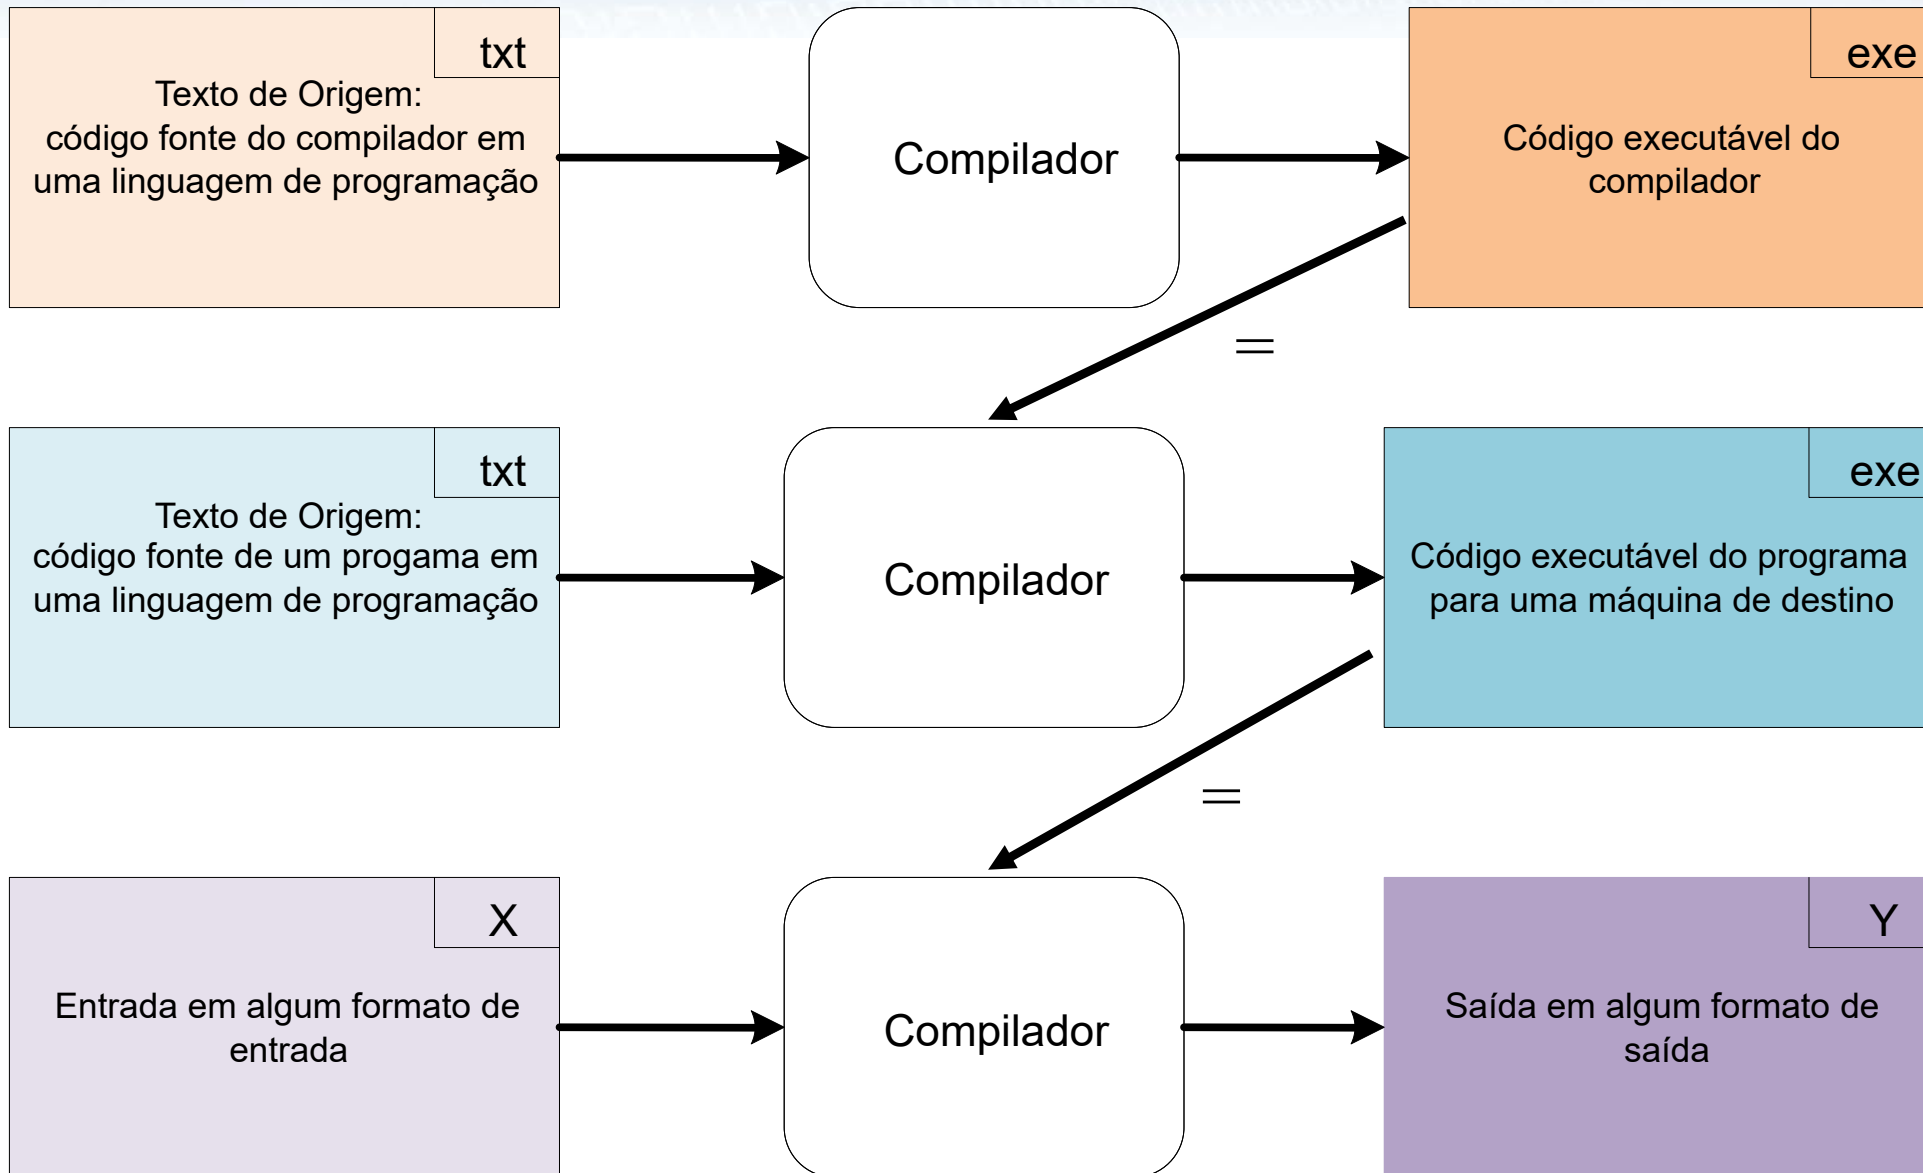 txt
Texto de Origem:
código fonte do compilador em
uma linguagem de programação
Compilador
exe
Código executável do
compilador
=
txt
Texto de Origem:
código fonte de um progama em
uma linguagem de programação
Compilador
exe
Código executável do programa
para uma máquina de destino
=
X
Entrada em algum formato de
entrada
Compilador
Y
Saída em algum formato de
saída